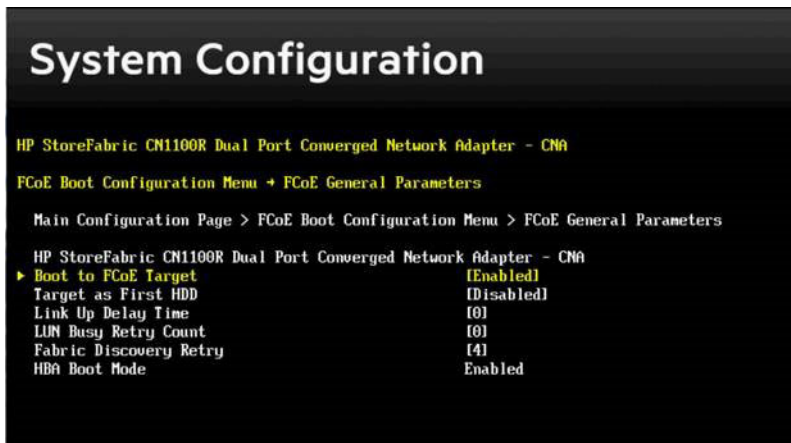 System Configuration
HP StoreFabric CN1100R Dual Port Converged Network Adapter - CNA
FCoE Boot Configuration Menu → FCoE General Parameters
Main Configuration Page > FCoE Boot Configuration Menu > FCoE General Parameters
HP StoreFabric CN1100R Dual Port Converged Network Adapter - CNA
▶ Boot to FCoE Target [Enabled]
Target as First HDD [Disabled]
Link Up Delay Time [0]
LUN Busy Retry Count [0]
Fabric Discovery Retry [4]
HBA Boot Mode Enabled